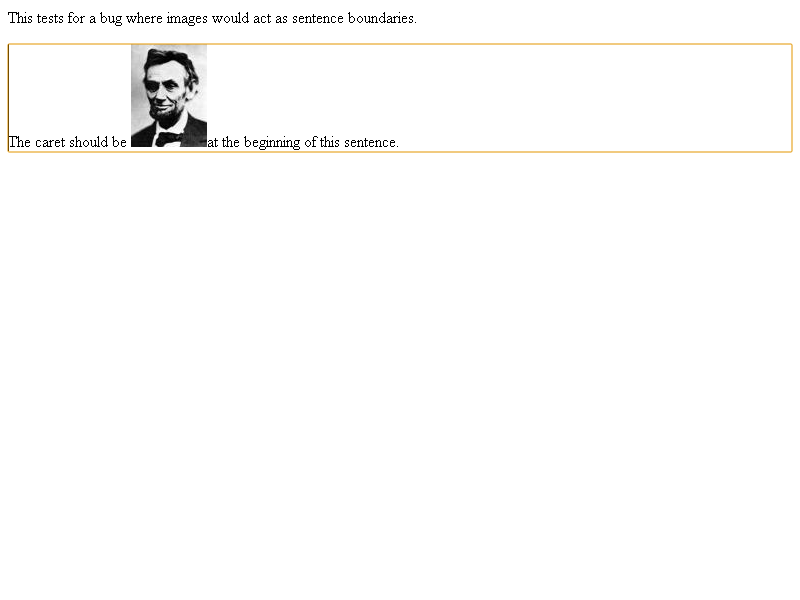 This tests for a bug where images would act as sentence boundaries.
The caret should be at the beginning of this sentence.